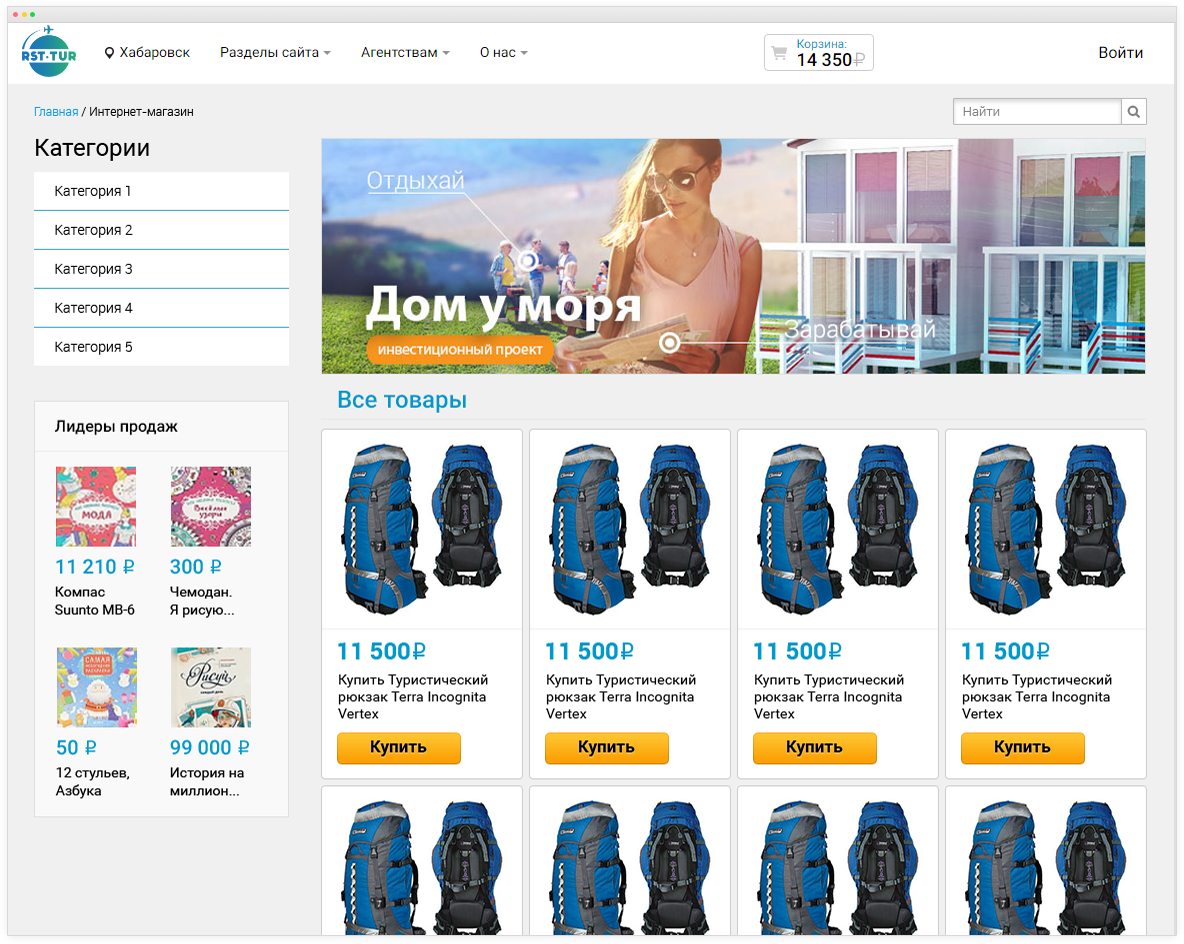 RST-TUR
Хабаровск
Разделы сайта
Агентствам
О нас
Корзина:
14 350₽
Войти
Главная / Интернет-магазин
Найти
Категории
Категория 1
Категория 2
Категория 3
Категория 4
Категория 5
Отдыхай
Дом у моря
инвестиционный проект
Зарабатывай
Лидеры продаж
МОДА
Весёлые
узоры
11 210 ₽
300 ₽
Компас
Suunto MB-6
Чемодан.
Я рисую...
САМАЯ
Рисуй
50 ₽
99 000 ₽
12 стульев,
Азбука
История на
миллион...
Все товары
11 500₽
Купить Туристический
рюкзак Terra Incognita
Vertex
Купить
11 500₽
Купить Туристический
рюкзак Terra Incognita
Vertex
Купить
11 500₽
Купить Туристический
рюкзак Terra Incognita
Vertex
Купить
11 500₽
Купить Туристический
рюкзак Terra Incognita
Vertex
Купить